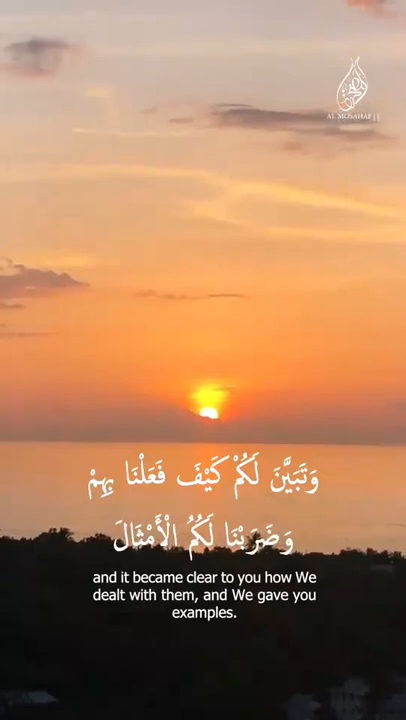 AL MOSAHAF
وَتَبَيَّنَ لَكُمْ كَيْفَ فَعَلْنَا بِهِمْ
وَضَرَبْنَا لَكُمُ الْأَمْثَالَ
and it became clear to you how We
dealt with them, and We gave you
examples.